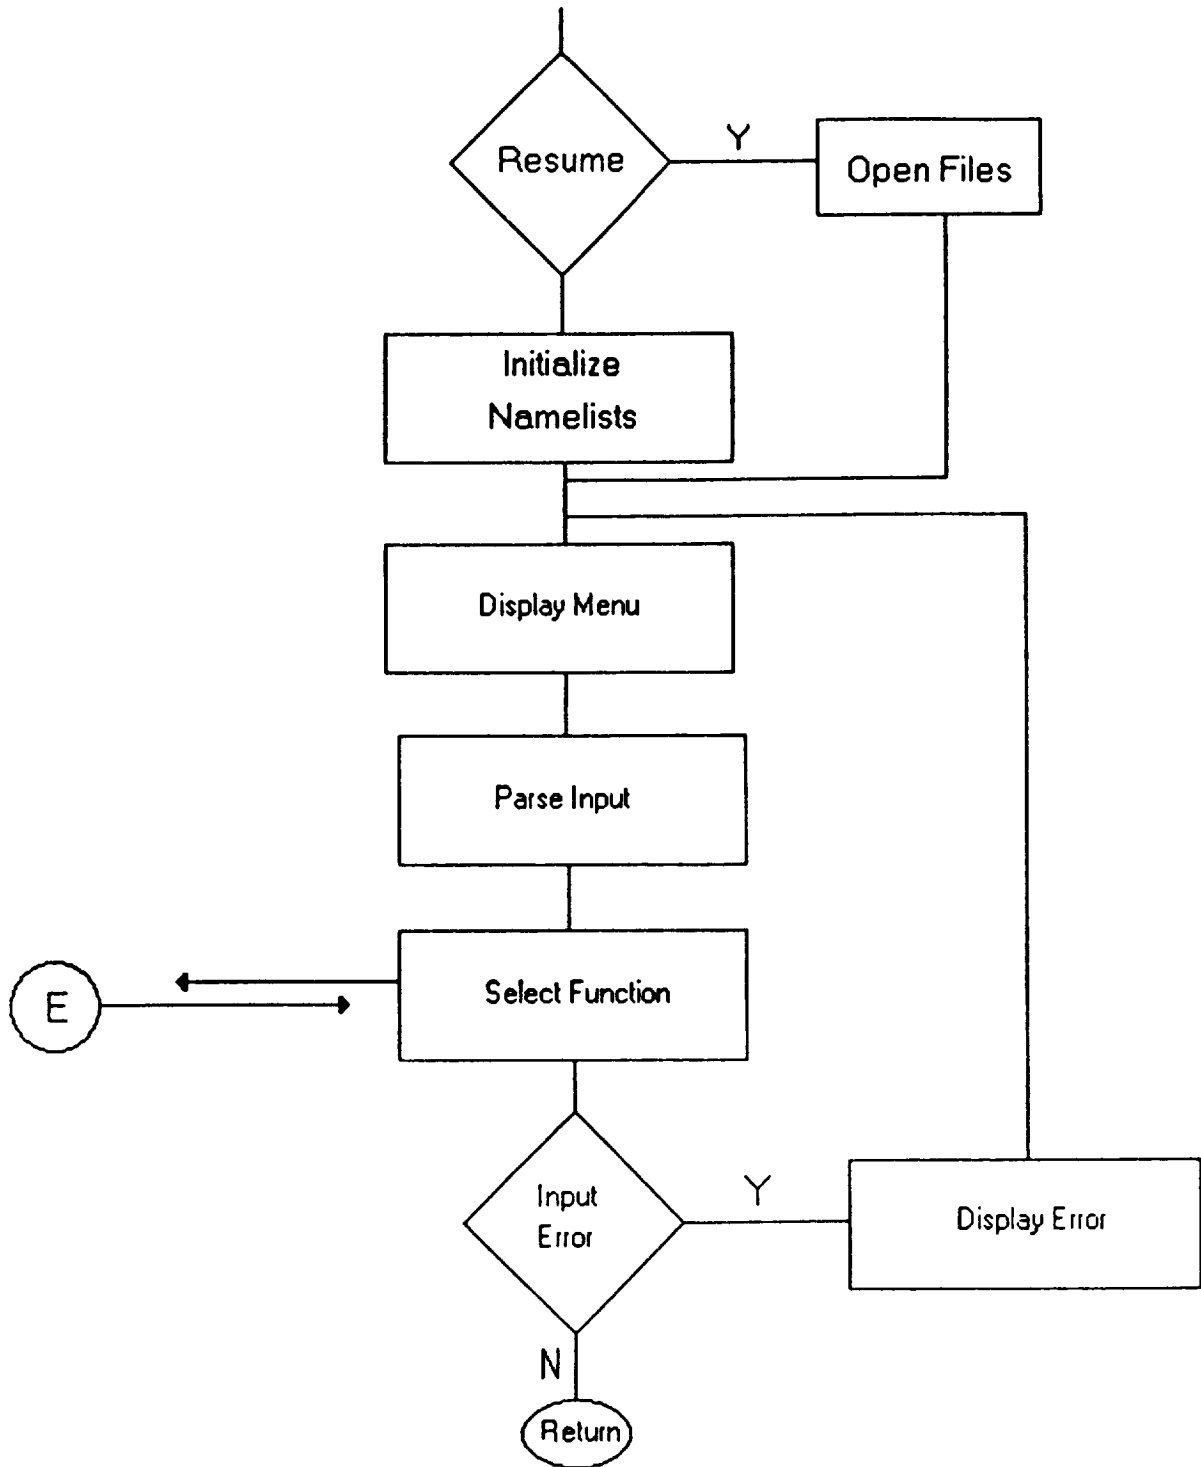 Resume
Y
Open Files
Initialize
Namelists
Display Menu
Parse Input
E
Select Function
Input
Error
Y
Display Error
N
Return